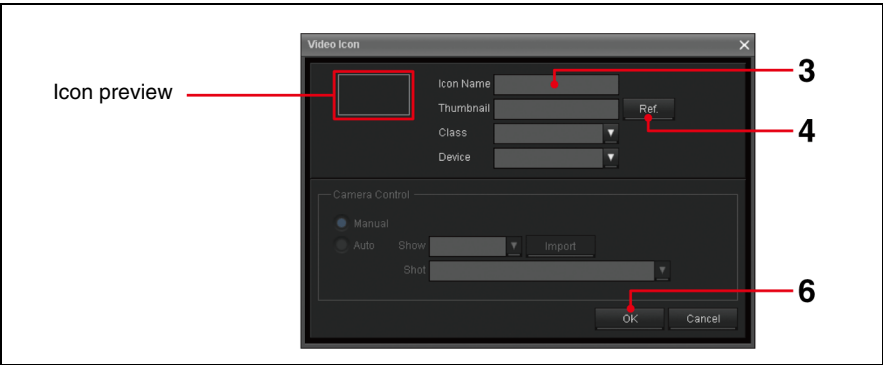 Video Icon
Icon preview
Icon Name
3
Thumbnail Ref.
Class
4
Device
Camera Control
Manual
Auto Show Import
Shot
6
OK Cancel